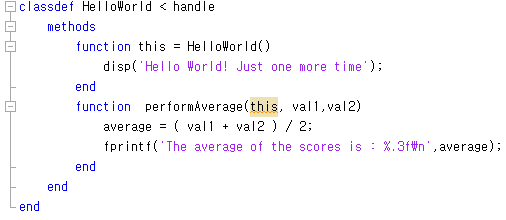 classdef HelloWorld < handle
methods
function this = HelloWorld()
disp('Hello World! Just one more time');
end
function performAverage(this, val1,val2)
average = ( val1 + val2 ) / 2;
fprintf('The average of the scores is : %.3f₩n',average);
end
end
end